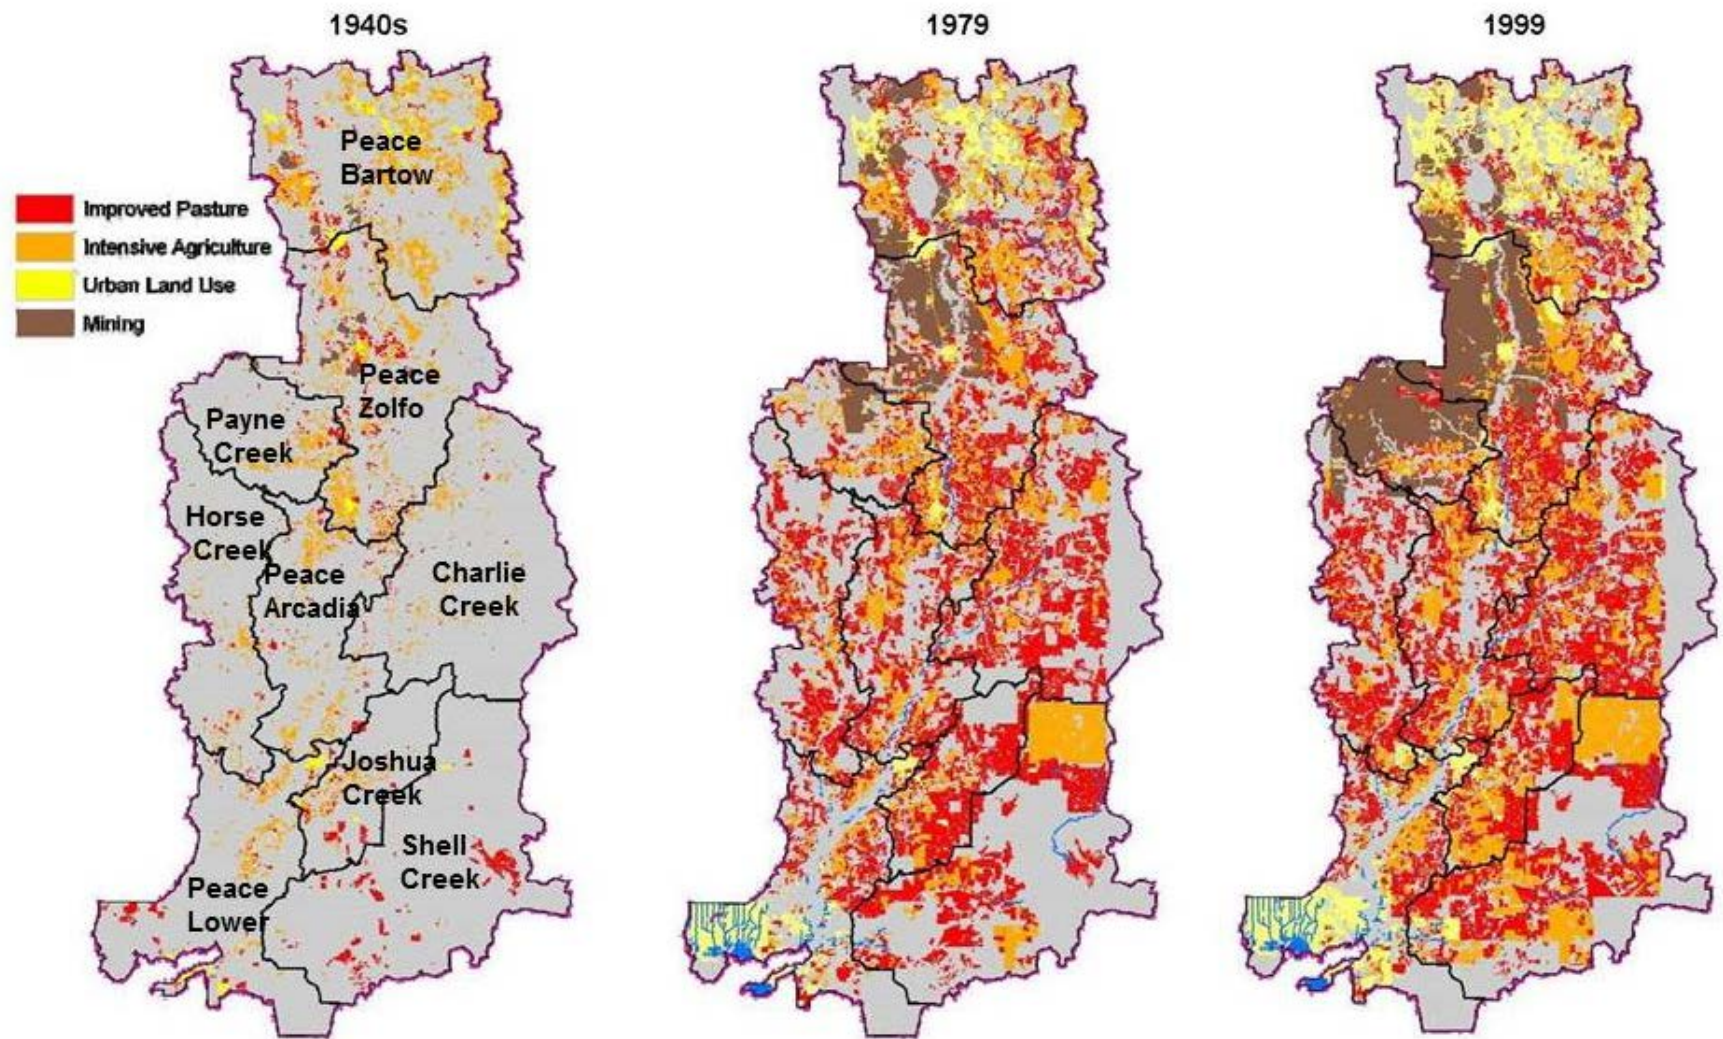 1940s
1979
1999
Improved Pasture
Intensive Agriculture
Urban Land Use
Mining
Peace
Bartow
Peace
Zolfo
Payne
Creek
Horse
Creek
Peace
Arcadia
Charlie
Creek
Joshua
Creek
Shell
Creek
Peace
Lower